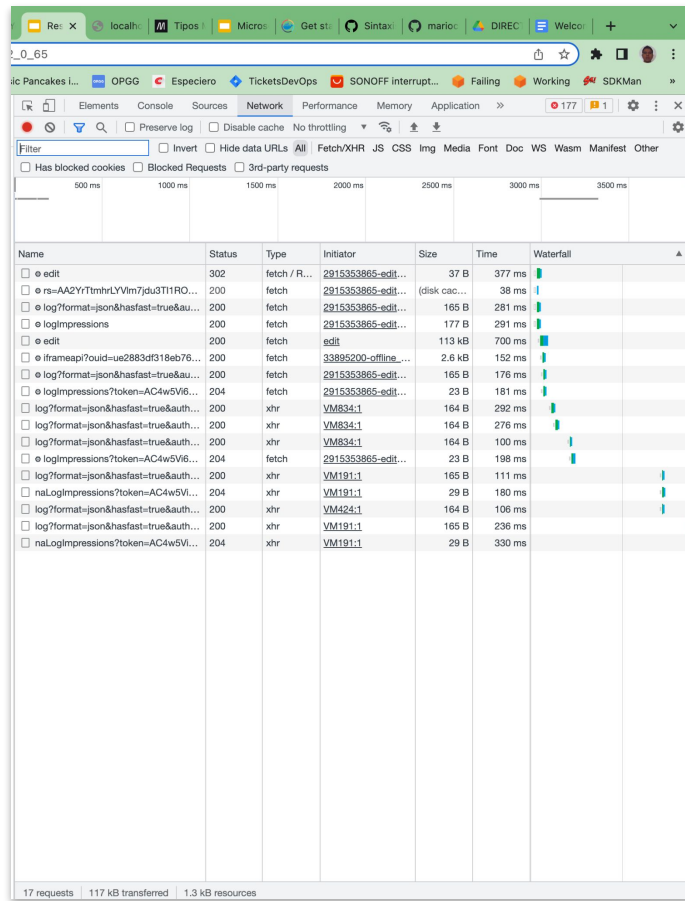 Res localho Tipos Micros Get sta Sintaxi marioc DIREC Welcor
2_0_65
sic Pancakes i... OPGG Especiero TicketsDevOps SONOFF interrupt... Failing Working SDKMan »
Elements Console Sources Network Performance Memory Application » 177 1
Preserve log Disable cache No throttling
Filter Invert Hide data URLs All Fetch/XHR JS CSS Img Media Font Doc WS Wasm Manifest Other
Has blocked cookies Blocked Requests 3rd-party requests
500 ms 1000 ms 1500 ms 2000 ms 2500 ms 3000 ms 3500 ms
Name Status Type Initiator Size Time Waterfall
edit 302 fetch / R... 2915353865-edit... 37 B 377 ms
rs=AA2YrTtmhrLYVlm7jdu3TI1RO... 200 fetch 2915353865-edit... (disk cac... 38 ms
log?format=json&hasfast=true&au... 200 fetch 2915353865-edit... 165 B 281 ms
logImpressions 200 fetch 2915353865-edit... 177 B 291 ms
edit 200 fetch edit 113 kB 700 ms
iframeapi?ouid=ue2883df318eb76... 200 fetch 33895200-offline_... 2.6 kB 152 ms
log?format=json&hasfast=true&au... 200 fetch 2915353865-edit... 165 B 176 ms
logImpressions?token=AC4w5Vi6... 204 fetch 2915353865-edit... 23 B 181 ms
log?format=json&hasfast=true&auth... 200 xhr VM834:1 164 B 292 ms
log?format=json&hasfast=true&auth... 200 xhr VM834:1 164 B 276 ms
log?format=json&hasfast=true&auth... 200 xhr VM834:1 164 B 100 ms
logImpressions?token=AC4w5Vi6... 204 fetch 2915353865-edit... 23 B 198 ms
log?format=json&hasfast=true&auth... 200 xhr VM191:1 165 B 111 ms
naLogImpressions?token=AC4w5Vi... 204 xhr VM191:1 29 B 180 ms
log?format=json&hasfast=true&auth... 200 xhr VM424:1 164 B 106 ms
log?format=json&hasfast=true&auth... 200 xhr VM191:1 165 B 236 ms
naLogImpressions?token=AC4w5Vi... 204 xhr VM191:1 29 B 330 ms
17 requests 117 kB transferred 1.3 kB resources